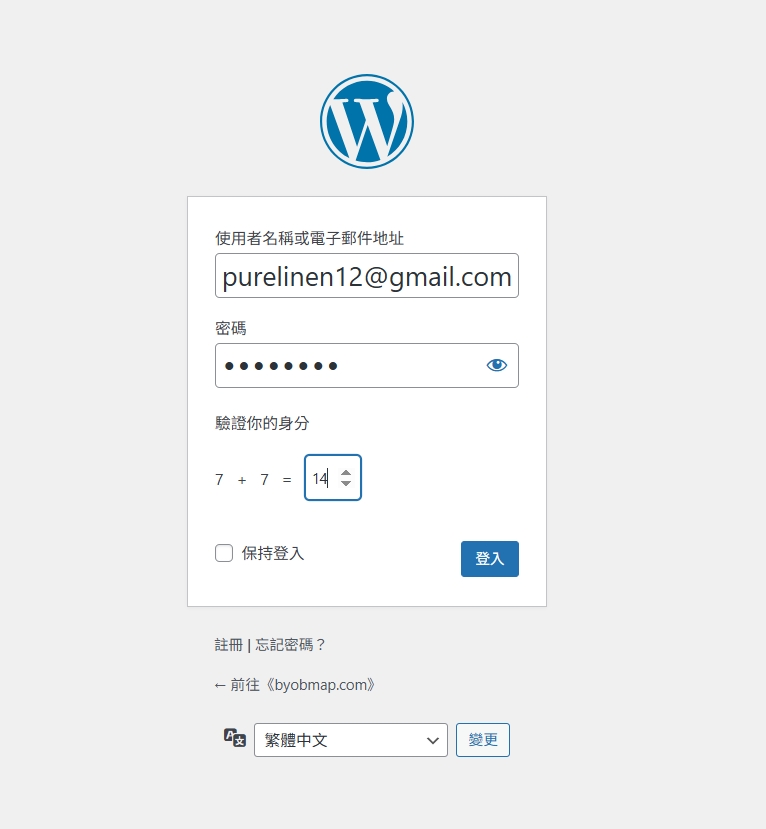 使用者名稱或電子郵件地址
purelinen12@gmail.com
密碼
驗證你的身分
7 + 7 = 14
保持登入
登入
註冊 | 忘記密碼？
← 前往《byobmap.com》
繁體中文
變更